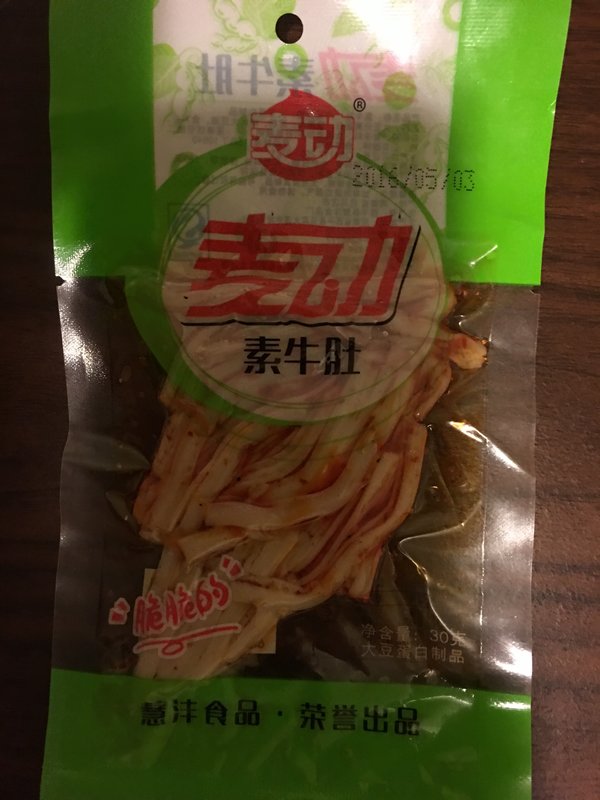 麦动®
2016/05/03
麦动
素牛肚
"脆脆的"
净含量：30克
大豆蛋白制品
慧沣食品·荣誉出品